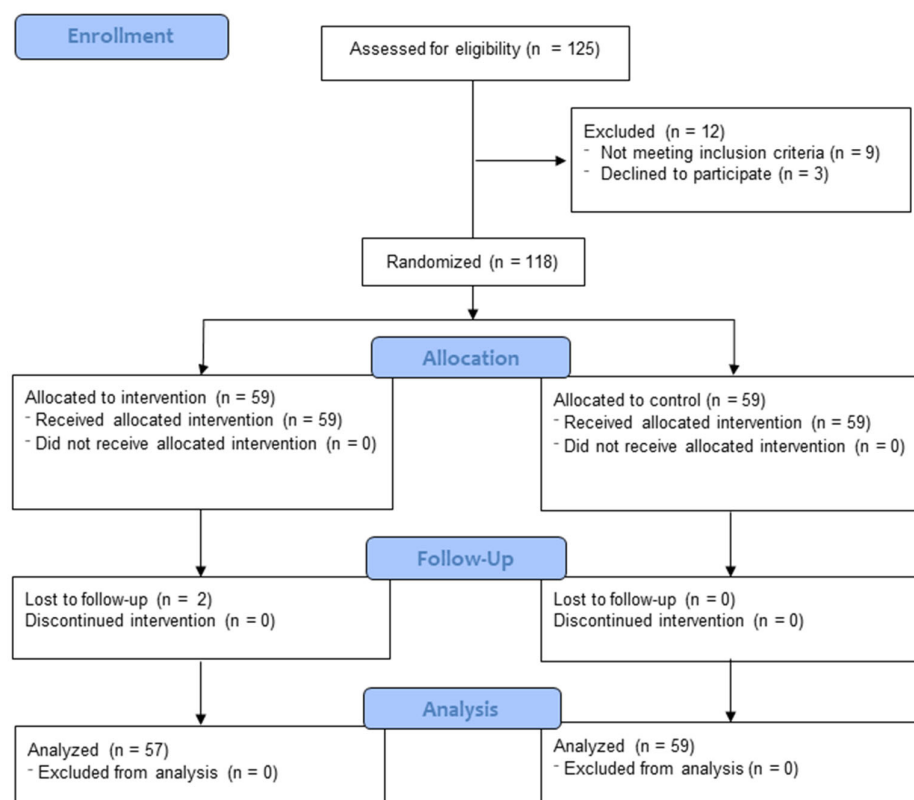 Enrollment
Assessed for eligibility (n = 125)
Excluded (n = 12)
- Not meeting inclusion criteria (n = 9)
- Declined to participate (n = 3)
Randomized (n = 118)
Allocation
Allocated to intervention (n = 59)
- Received allocated intervention (n = 59)
- Did not receive allocated intervention (n = 0)
Allocated to control (n = 59)
- Received allocated intervention (n = 59)
- Did not receive allocated intervention (n = 0)
Follow-Up
Lost to follow-up (n = 2)
Discontinued intervention (n = 0)
Lost to follow-up (n = 0)
Discontinued intervention (n = 0)
Analysis
Analyzed (n = 57)
- Excluded from analysis (n = 0)
Analyzed (n = 59)
- Excluded from analysis (n = 0)